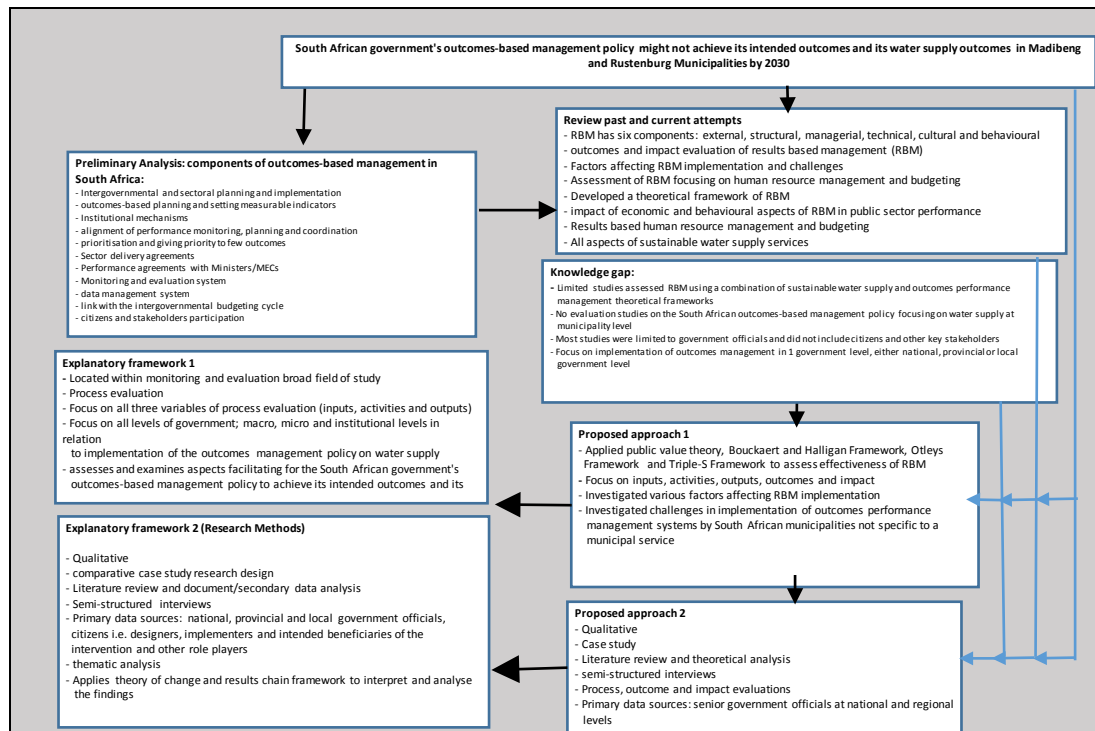 South African government's outcomes-based management policy might not achieve its intended outcomes and its water supply outcomes in Madibeng
and Rustenburg Municipalities by 2030
Preliminary Analysis: components of outcomes-based management in
South Africa:
- Intergovernmental and sectoral planning and implementation
- outcomes-based planning and setting measurable indicators
- Institutional mechanisms
- alignment of performance monitoring, planning and coordination
- prioritisation and giving priority to few outcomes
- Sector delivery agreements
- Performance agreements with Ministers/MECs
- Monitoring and evaluation system
- data management system
- link with the intergovernmental budgeting cycle
- citizens and stakeholders participation
Review past and current attempts
- RBM has six components: external, structural, managerial, technical, cultural and behavioural
- outcomes and impact evaluation of results based management (RBM)
- Factors affecting RBM implementation and challenges
- Assessment of RBM focusing on human resource management and budgeting
- Developed a theoretical framework of RBM
- impact of economic and behavioural aspects of RBM in public sector performance
- Results based human resource management and budgeting
- All aspects of sustainable water supply services
Knowledge gap:
- Limited studies assessed RBM using a combination of sustainable water supply and outcomes performance
management theoretical frameworks
- No evaluation studies on the South African outcomes-based management policy focusing on water supply at
municipality level
- Most studies were limited to government officials and did not include citizens and other key stakeholders
- Focus on implementation of outcomes management in 1 government level, either national, provincial or local
government level
Explanatory framework 1
- Located within monitoring and evaluation broad field of study
- Process evaluation
- Focus on all three variables of process evaluation (inputs, activities and outputs)
- Focus on all levels of government; macro, micro and institutional levels in
relation
to implementation of the outcomes management policy on water supply
- assesses and examines aspects facilitating for the South African government's
outcomes-based management policy to achieve its intended outcomes and its
Proposed approach 1
- Applied public value theory, Bouckaert and Halligan Framework, Otleys
Framework and Triple-S Framework to assess effectiveness of RBM
- Focus on inputs, activities, outputs, outcomes and impact
- Investigated various factors affecting RBM implementation
- Investigated challenges in implementation of outcomes performance
management systems by South African municipalities not specific to a
municipal service
Explanatory framework 2 (Research Methods)
- Qualitative
- comparative case study research design
- Literature review and document/secondary data analysis
- Semi-structured interviews
- Primary data sources: national, provincial and local government officials,
citizens i.e. designers, implementers and intended beneficiaries of the
intervention and other role players
- thematic analysis
- Applies theory of change and results chain framework to interpret and analyse
the findings
Proposed approach 2
- Qualitative
- Case study
- Literature review and theoretical analysis
- semi-structured interviews
- Process, outcome and impact evaluations
- Primary data sources: senior government officials at national and regional
levels